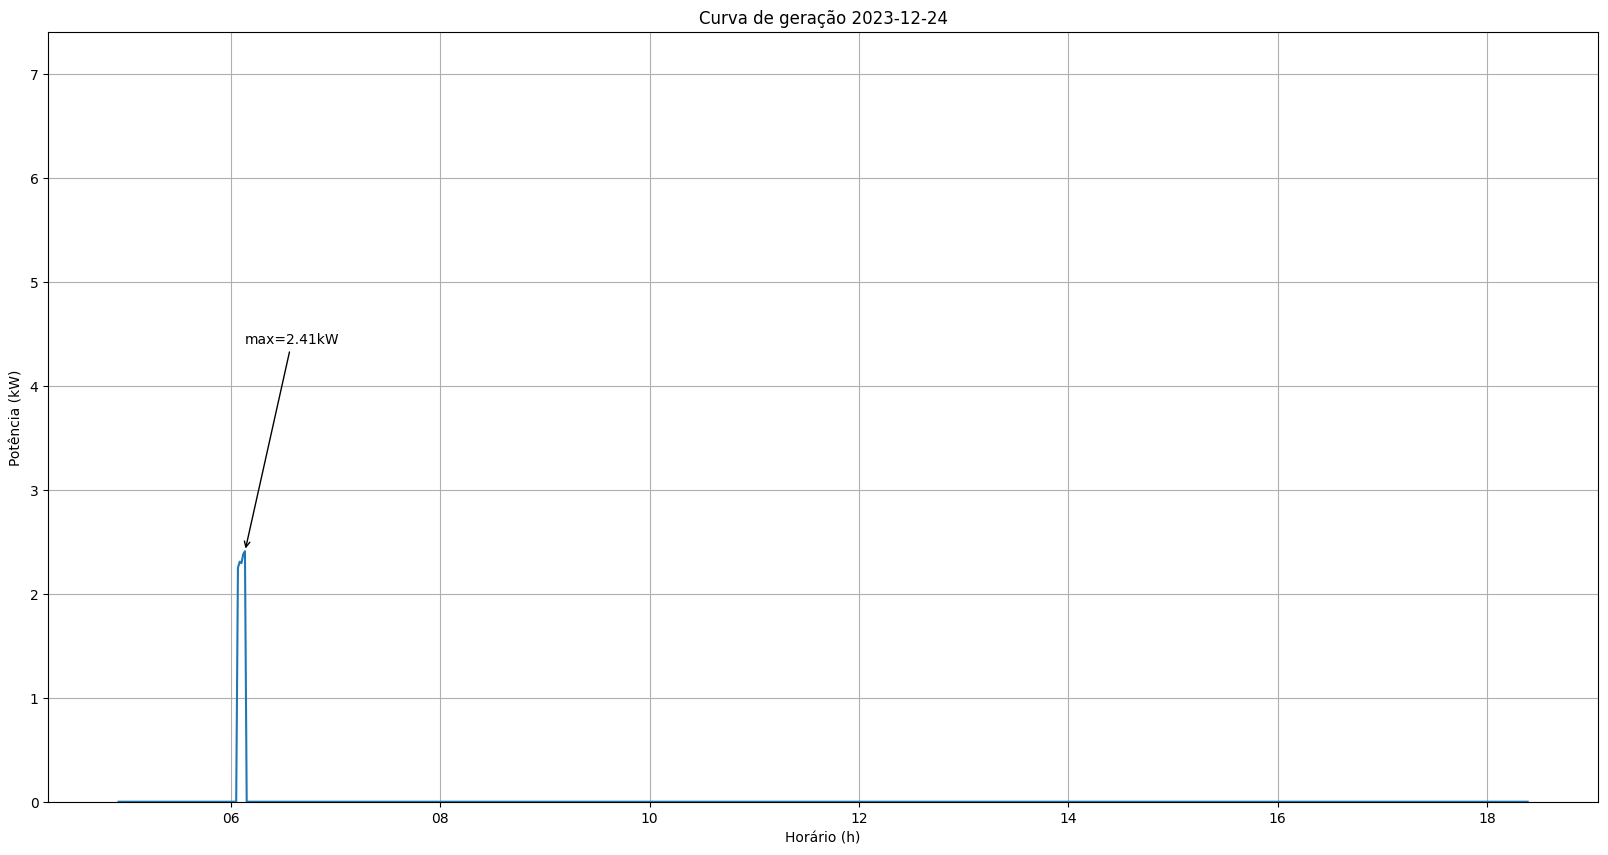 Curva de geração 2023-12-24
7
6
5
max=2.41kW
4
Potência (kW)
3
2
1
0
06 08 10 12 14 16 18
Horário (h)